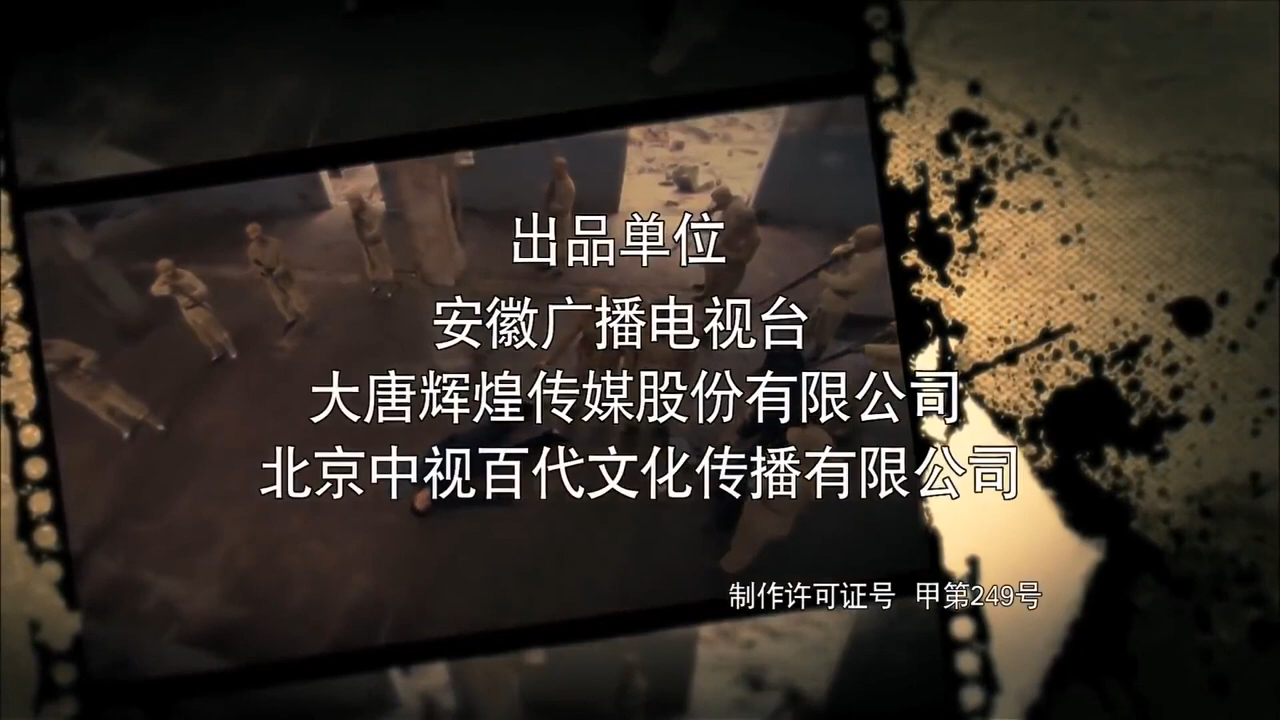 出品单位
安徽广播电视台
大唐辉煌传媒股份有限公司
北京中视百代文化传播有限公司
制作许可证号 甲第249号